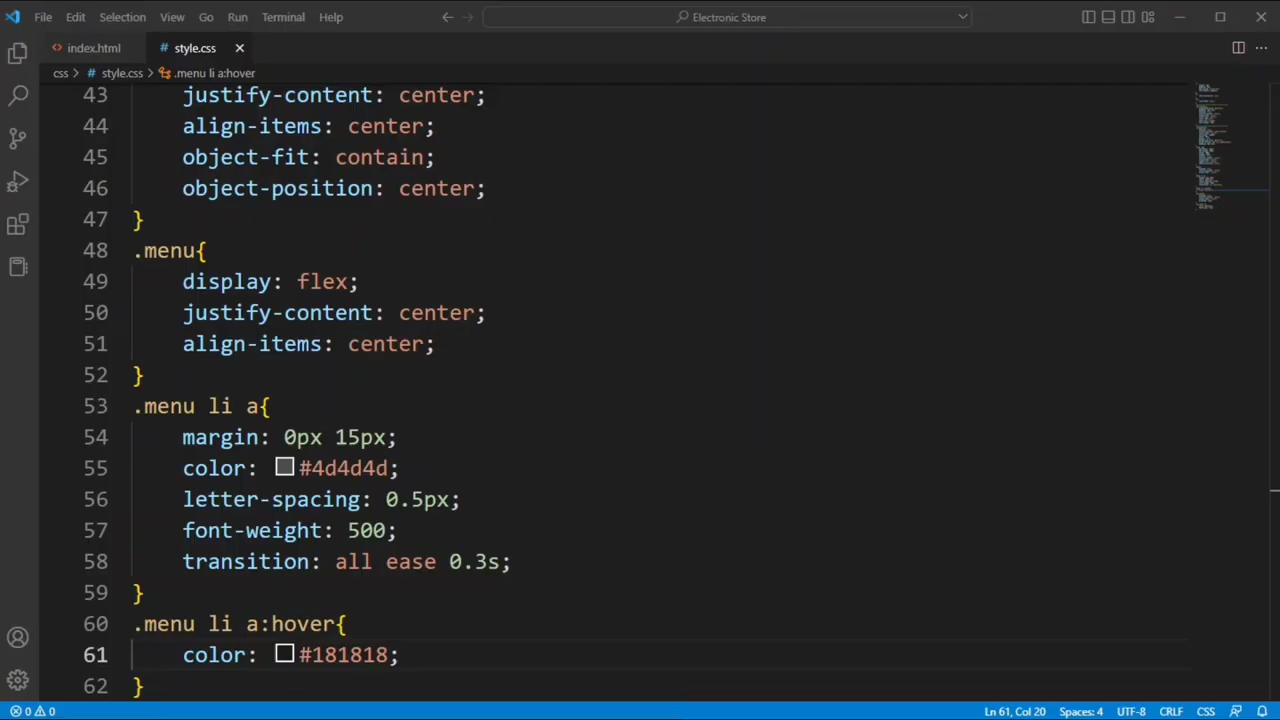 File Edit Selection View Go Run Terminal Help Electronic Store
index.html # style.css
css > # style.css > .menu li a:hover
43 justify-content: center;
44 align-items: center;
45 object-fit: contain;
46 object-position: center;
47 }
48 .menu{
49 display: flex;
50 justify-content: center;
51 align-items: center;
52 }
53 .menu li a{
54 margin: 0px 15px;
55 color: #4d4d4d;
56 letter-spacing: 0.5px;
57 font-weight: 500;
58 transition: all ease 0.3s;
59 }
60 .menu li a:hover{
61 color: #181818;
62 }
0 0 Ln 61, Col 20 Spaces: 4 UTF-8 CRLF CSS